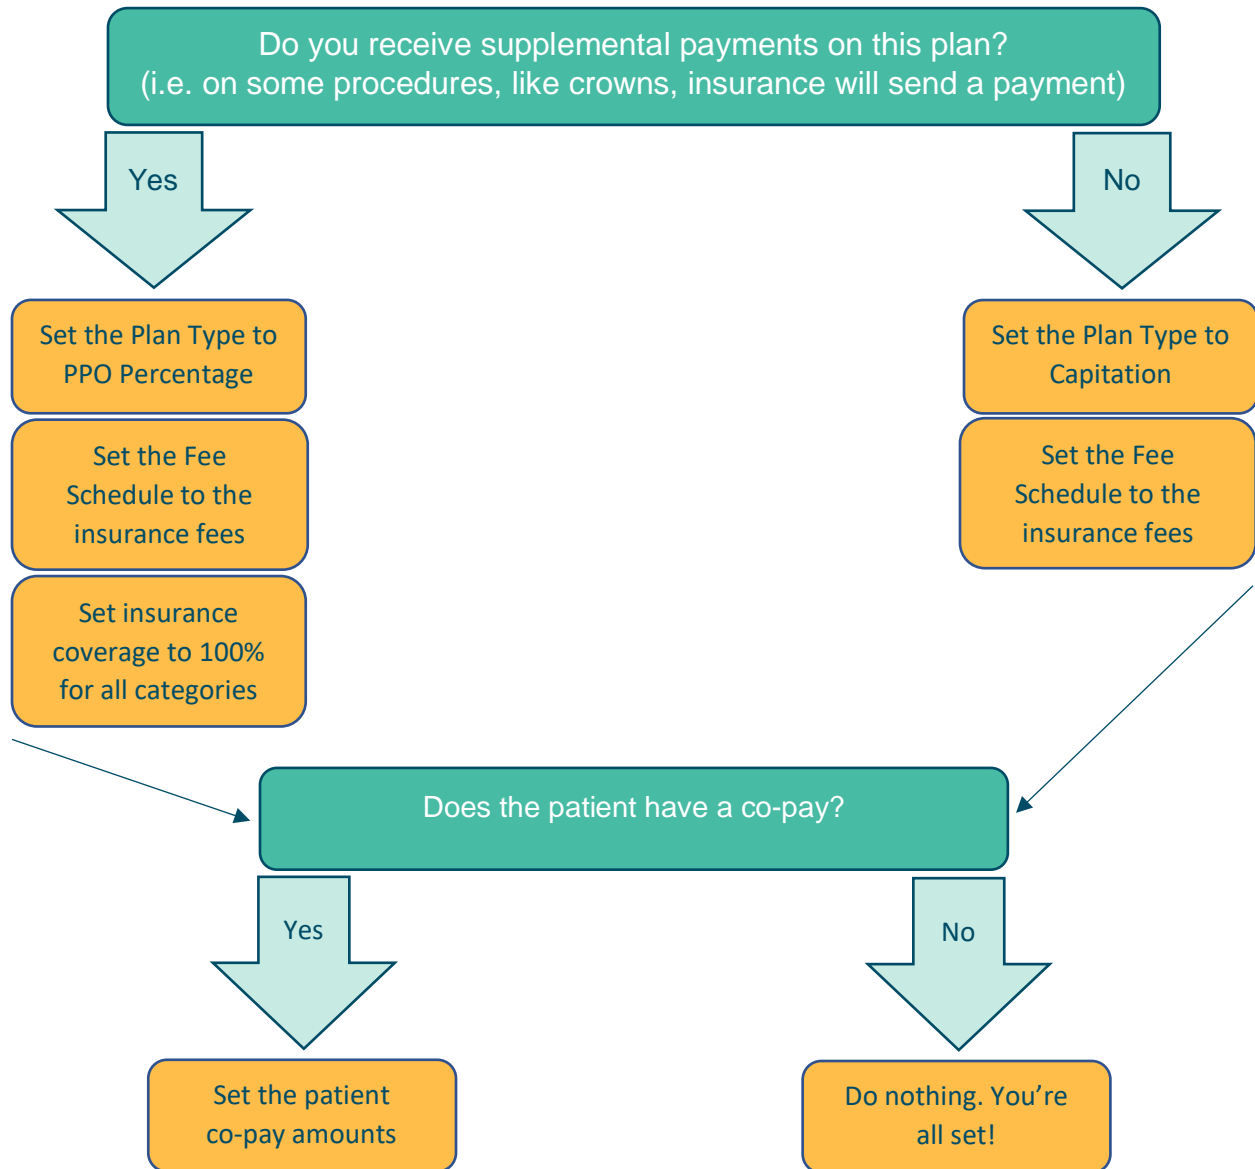 Do you receive supplemental payments on this plan?
(i.e. on some procedures, like crowns, insurance will send a payment)
Yes
No
Set the Plan Type to
PPO Percentage
Set the Fee
Schedule to the
insurance fees
Set insurance
coverage to 100%
for all categories
Set the Plan Type to
Capitation
Set the Fee
Schedule to the
insurance fees
Does the patient have a co-pay?
Yes
No
Set the patient
co-pay amounts
Do nothing. You’re
all set!